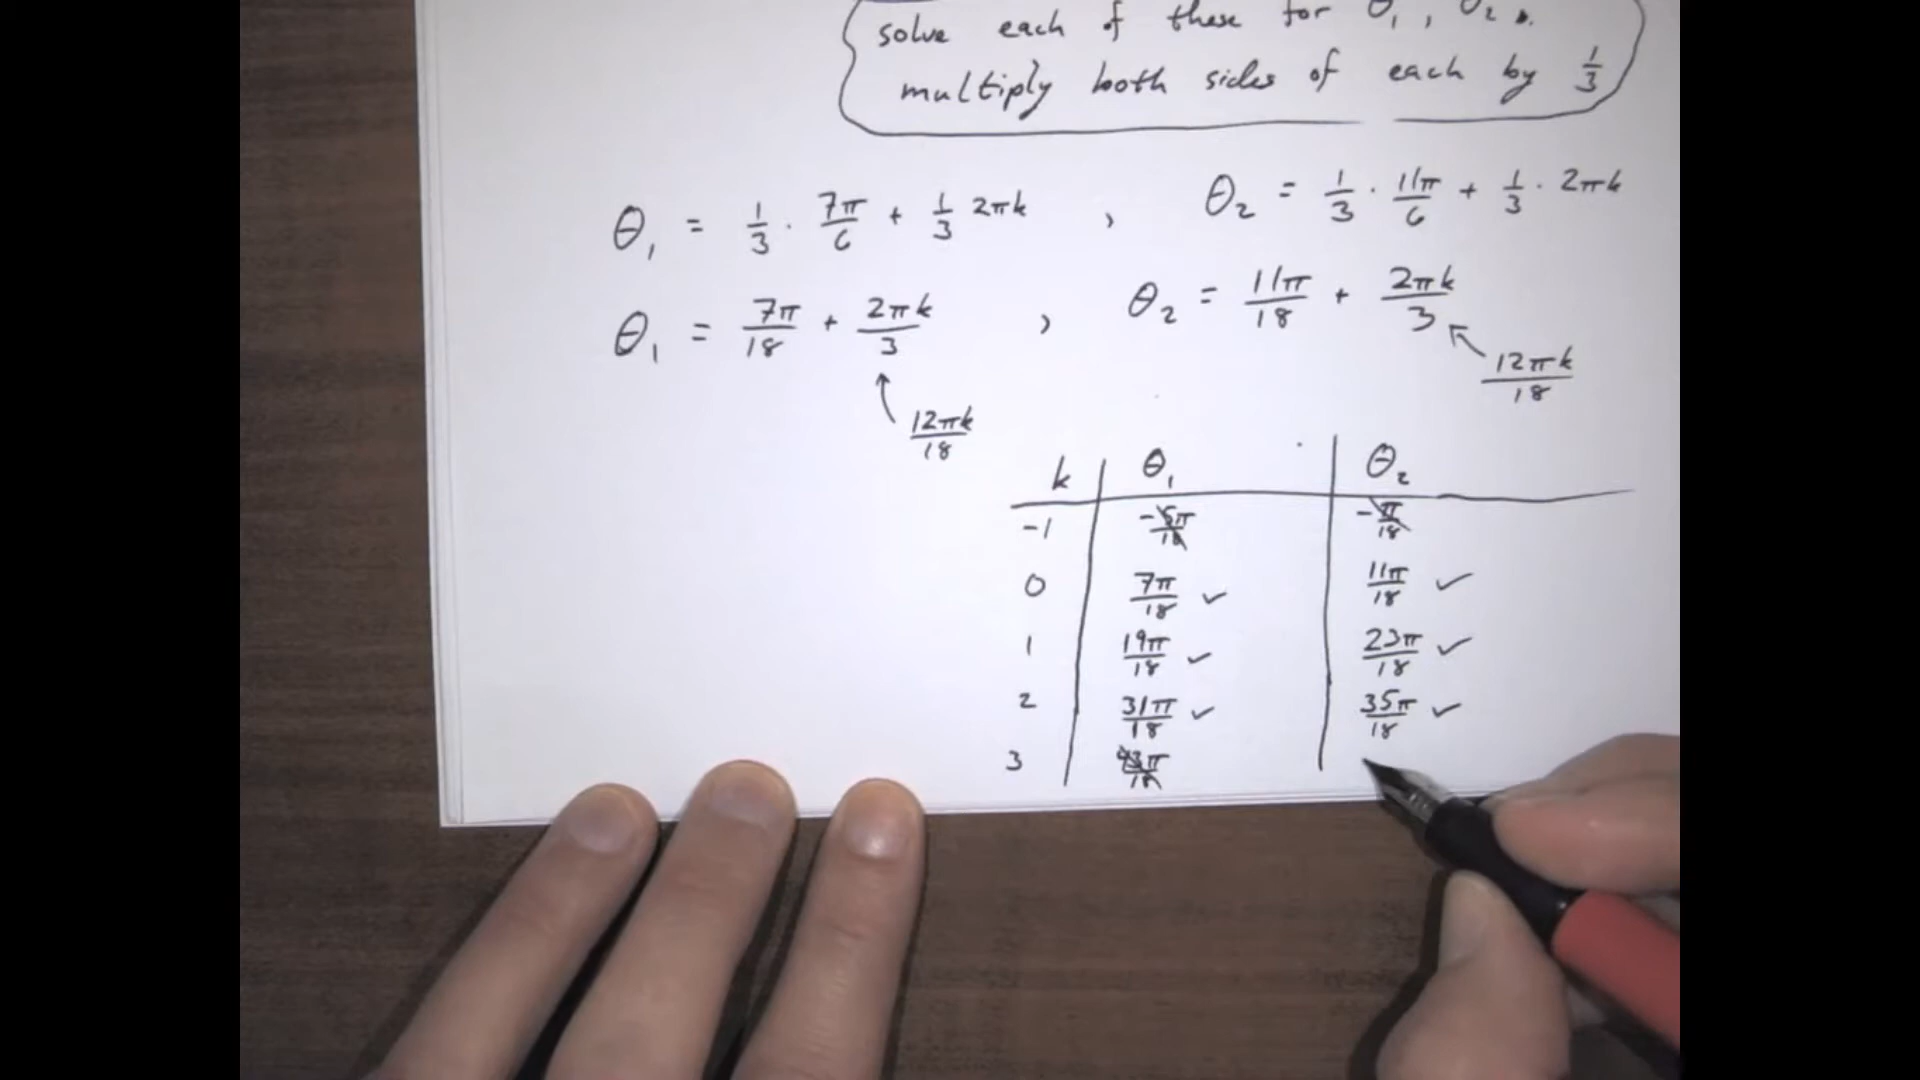 solve each of these for θ₁, θ₂.
multiply both sides of each by 1/3
θ₁ = 1/3 · 7π/6 + 1/3 2πk , θ₂ = 1/3 · 11π/6 + 1/3 · 2πk
θ₁ = 7π/18 + 2πk/3 , θ₂ = 11π/18 + 2πk/3
12πk/18
12πk/18
k θ₁ θ₂
-1 -5π/18 -π/18
0 7π/18 ✓ 11π/18 ✓
1 19π/18 ✓ 23π/18 ✓
2 31π/18 ✓ 35π/18 ✓
3 43π/18